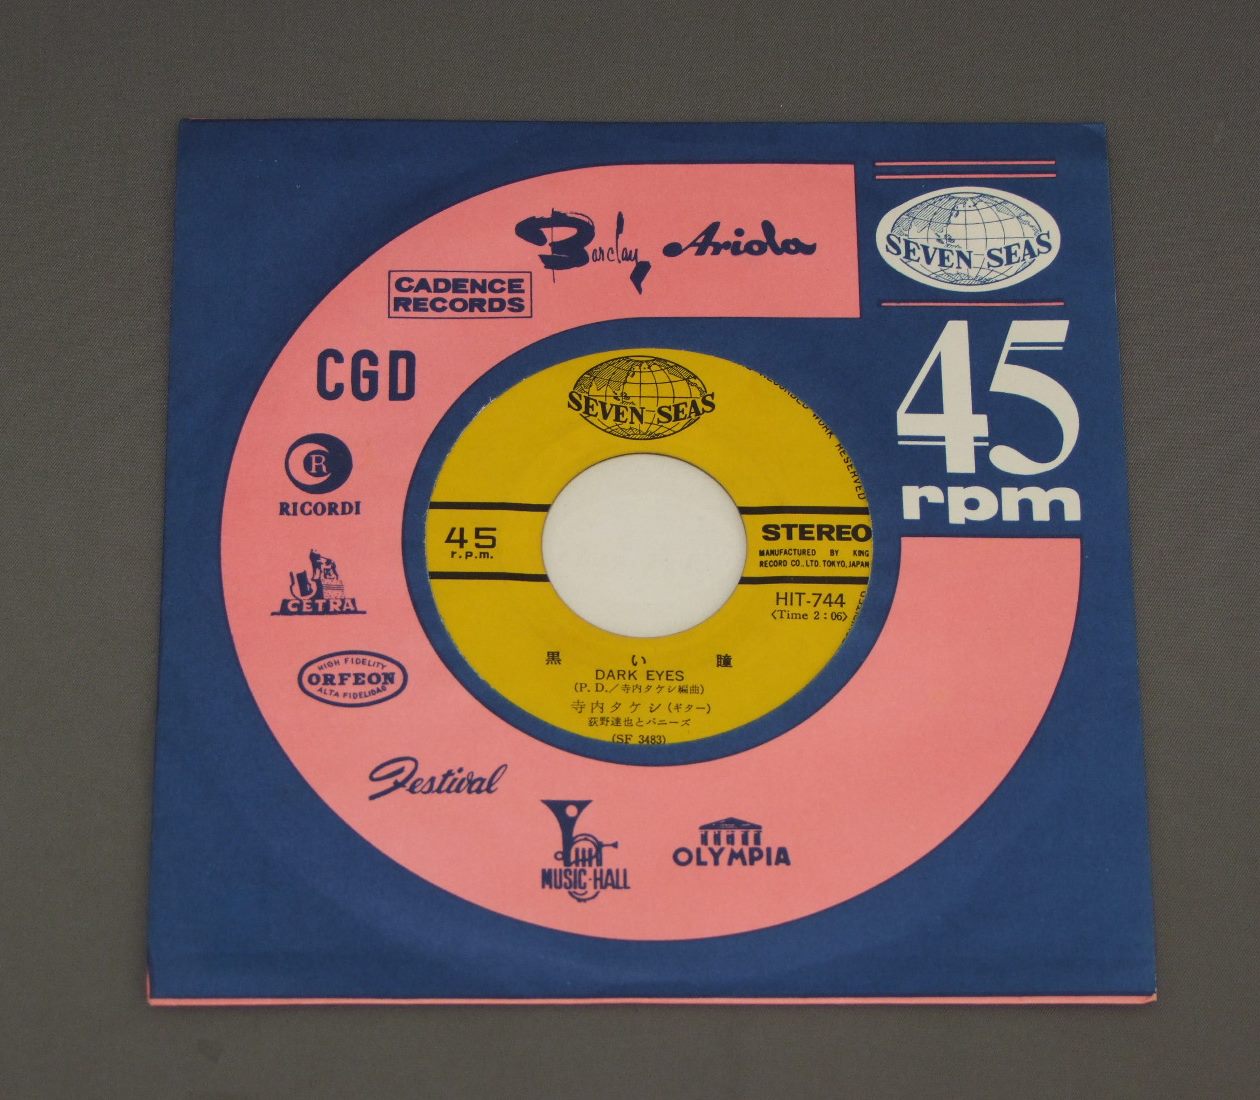 Barclay
Ariola
CADENCE
RECORDS
CGD
R
RICORDI
CETRA
HIGH FIDELITY
ORFEON
ALTA FIDELIDAD
Festival
MUSIC-HALL
OLYMPIA
SEVEN SEAS
45
rpm
SEVEN SEAS
RECORDED WORK RESERVED
45
r.p.m.
STEREO
MANUFACTURED BY KING
RECORD CO., LTD. TOKYO, JAPAN
HIT-744
〈Time 2:06〉
黒い瞳
DARK EYES
(P.D./寺内タケシ編曲)
寺内タケシ(ギター)
荻野達也とバニーズ
(SF 3483)